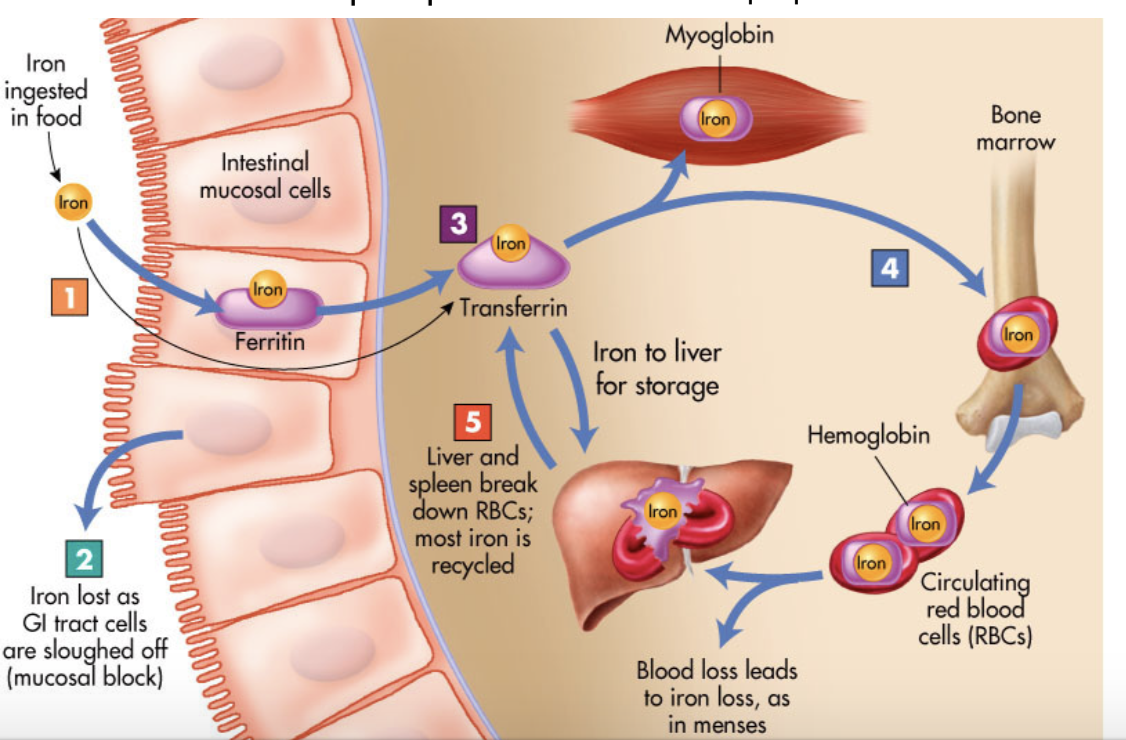 Iron
ingested
in food
Iron
1
Intestinal
mucosal cells
Iron
Ferritin
3
Iron
Transferrin
Myoglobin
Iron
Bone
marrow
4
Iron
Iron to liver
for storage
5
Liver and
spleen break
down RBCs;
most iron is
recycled
Iron
Hemoglobin
Iron
Iron
Circulating
red blood
cells (RBCs)
2
Iron lost as
GI tract cells
are sloughed off
(mucosal block)
Blood loss leads
to iron loss, as
in menses